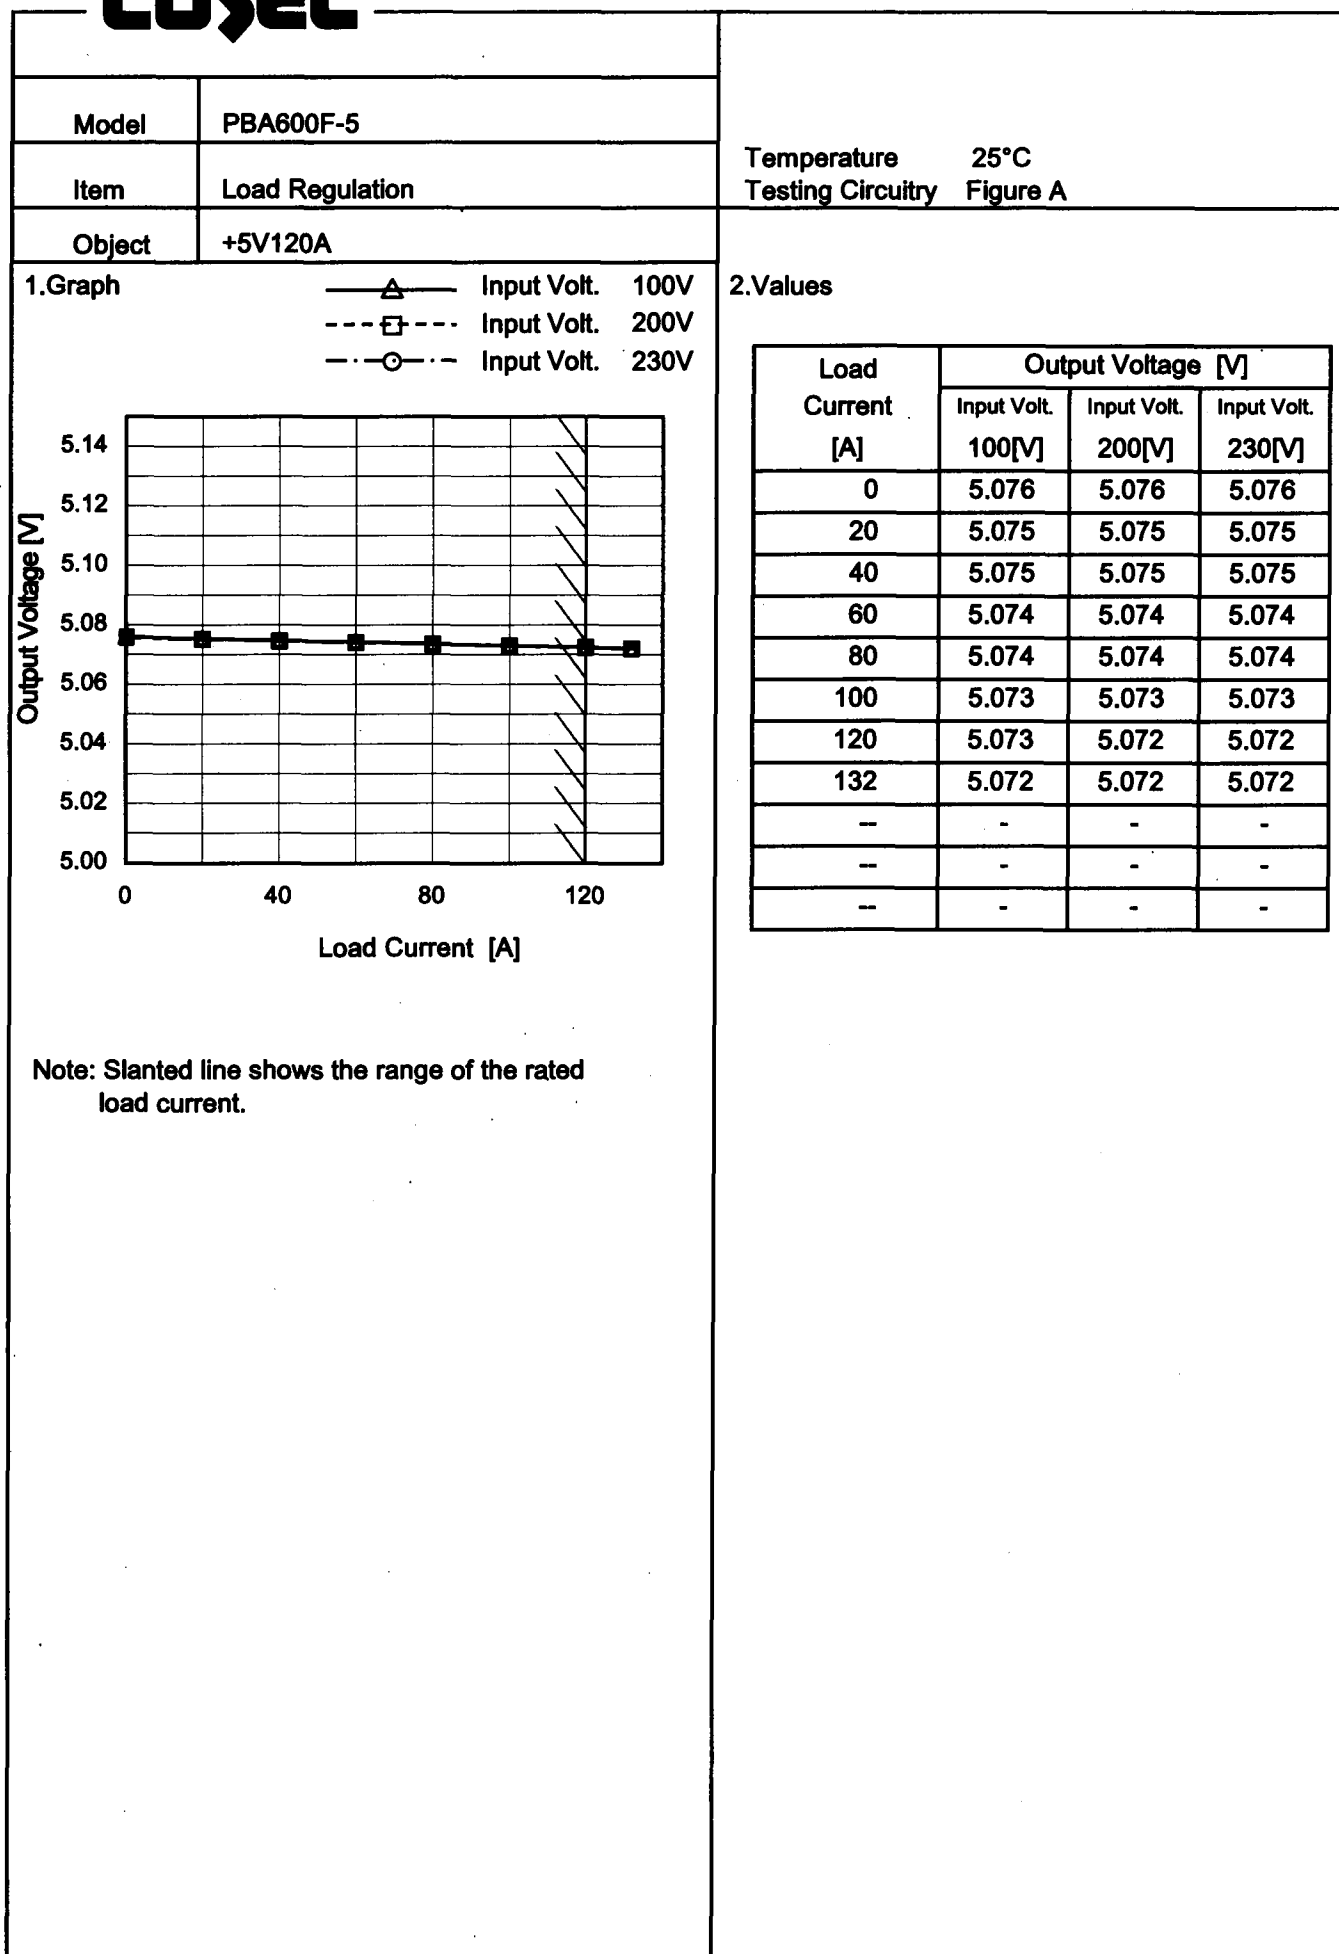 COSEL
Model PBA600F-5
Item Load Regulation
Object +5V120A
Temperature 25°C
Testing Circuitry Figure A
1.Graph
Input Volt. 100V
Input Volt. 200V
Input Volt. 230V
5.14
5.12
5.10
5.08
5.06
5.04
5.02
5.00
Output Voltage [V]
0 40 80 120
Load Current [A]
Note: Slanted line shows the range of the rated
load current.
2.Values
Load Current [A] Output Voltage [V]
Input Volt. 100[V] Input Volt. 200[V] Input Volt. 230[V]
0 5.076 5.076 5.076
20 5.075 5.075 5.075
40 5.075 5.075 5.075
60 5.074 5.074 5.074
80 5.074 5.074 5.074
100 5.073 5.073 5.073
120 5.073 5.072 5.072
132 5.072 5.072 5.072
-- - - -
-- - - -
-- - - -